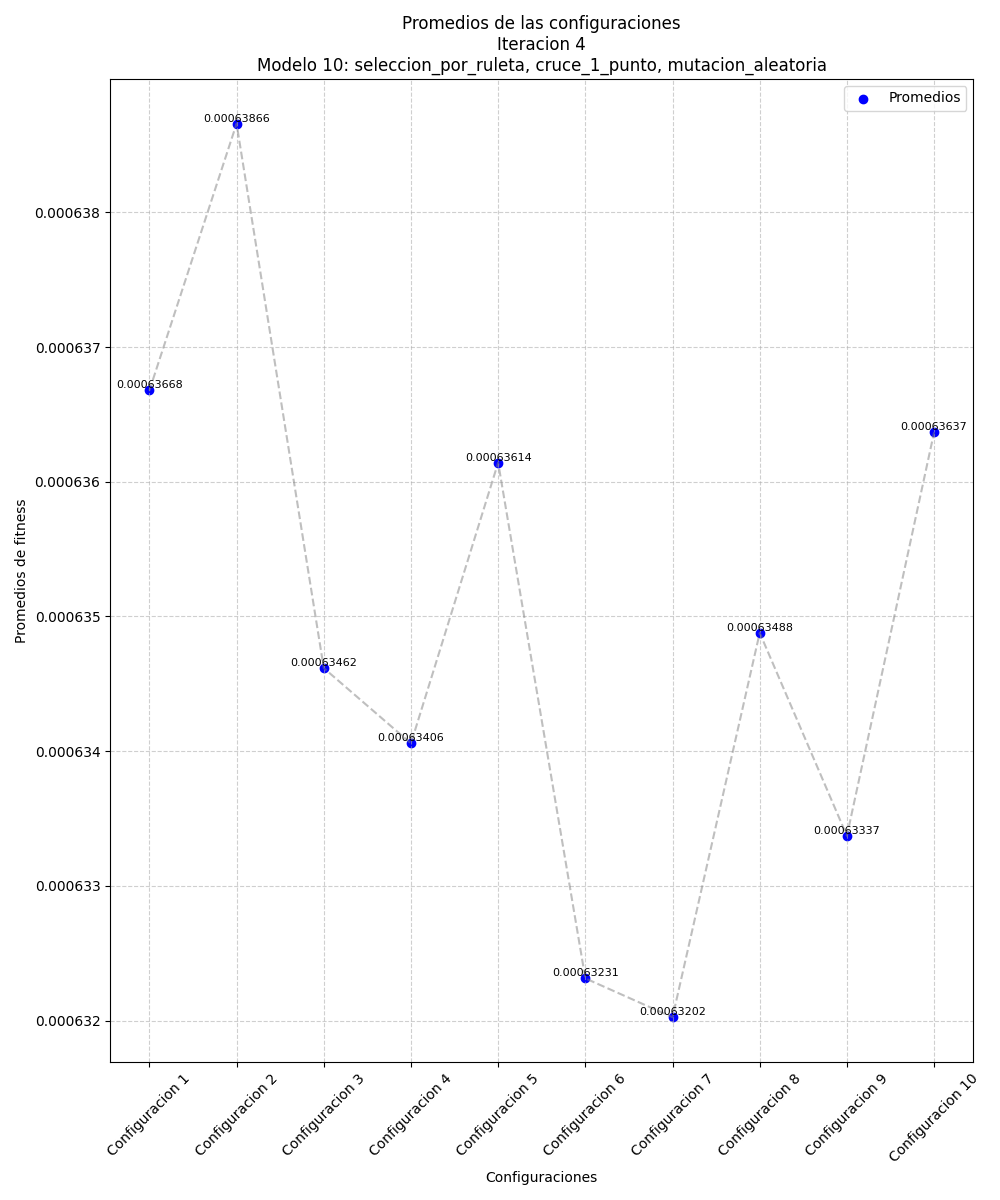 Promedios de las configuraciones
Iteracion 4
Modelo 10: seleccion_por_ruleta, cruce_1_punto, mutacion_aleatoria
Promedios
0.00063866
0.000638
0.000637
0.00063668
0.00063637
0.00063614
0.000636
0.000635
0.00063488
0.00063462
0.00063406
0.000634
0.00063337
0.000633
0.00063231
0.00063202
0.000632
Promedios de fitness
Configuracion 1
Configuracion 2
Configuracion 3
Configuracion 4
Configuracion 5
Configuracion 6
Configuracion 7
Configuracion 8
Configuracion 9
Configuracion 10
Configuraciones